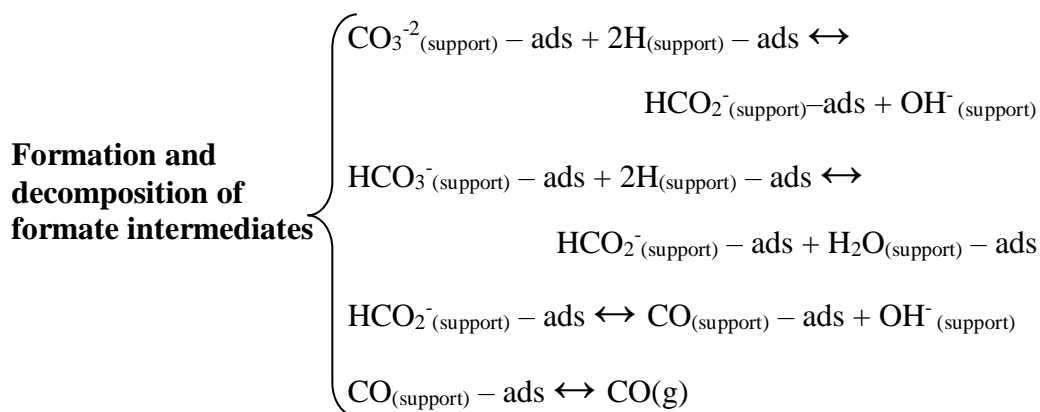 CO₃⁻²(support) – ads + 2H(support) – ads ↔
HCO₂⁻(support)–ads + OH⁻(support)
Formation and
decomposition of
formate intermediates
HCO₃⁻(support) – ads + 2H(support) – ads ↔
HCO₂⁻(support) – ads + H₂O(support) – ads
HCO₂⁻(support) – ads ↔ CO(support) – ads + OH⁻(support)
CO(support) – ads ↔ CO(g)